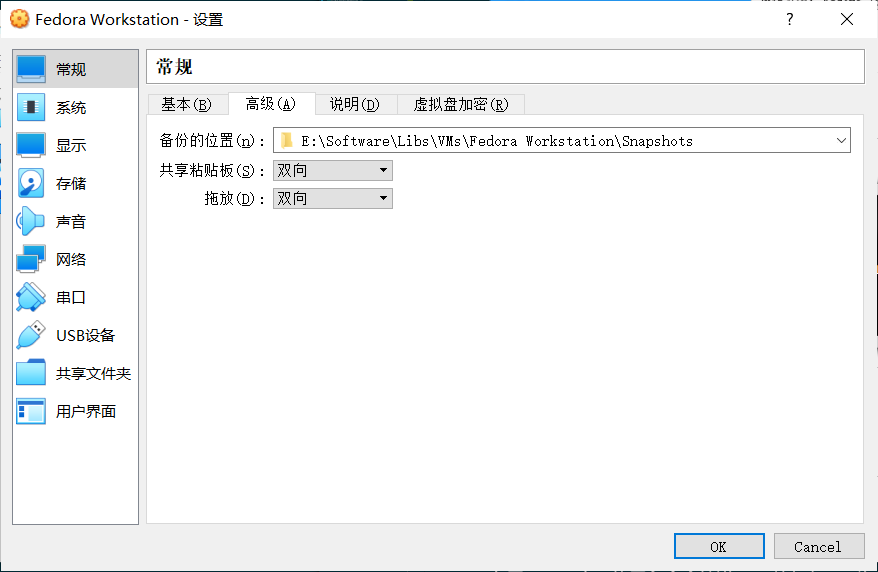 Fedora Workstation - 设置
?
常规
系统
显示
存储
声音
网络
串口
USB设备
共享文件夹
用户界面
常规
基本(B) 高级(A) 说明(D) 虚拟盘加密(R)
备份的位置(n)： E:\Software\Libs\VMs\Fedora Workstation\Snapshots
共享粘贴板(S)： 双向
拖放(D)： 双向
OK Cancel